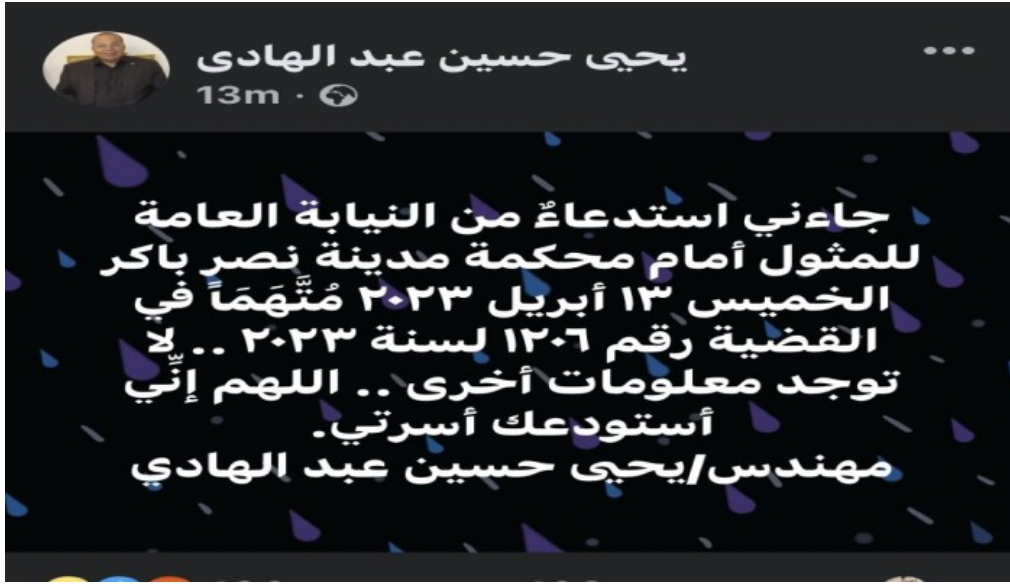 يحيى حسين عبد الهادى
13m ·
جاءني استدعاءٌ من النيابة العامة
للمثول أمام محكمة مدينة نصر باكر
الخميس ١٣ أبريل ٢٠٢٣ مُتَّهَمَاً في
القضية رقم ١٢٠٦ لسنة ٢٠٢٣ .. لا
توجد معلومات أخرى .. اللهم إنِّي
أستودعك أسرتي.
مهندس/يحيى حسين عبد الهادي